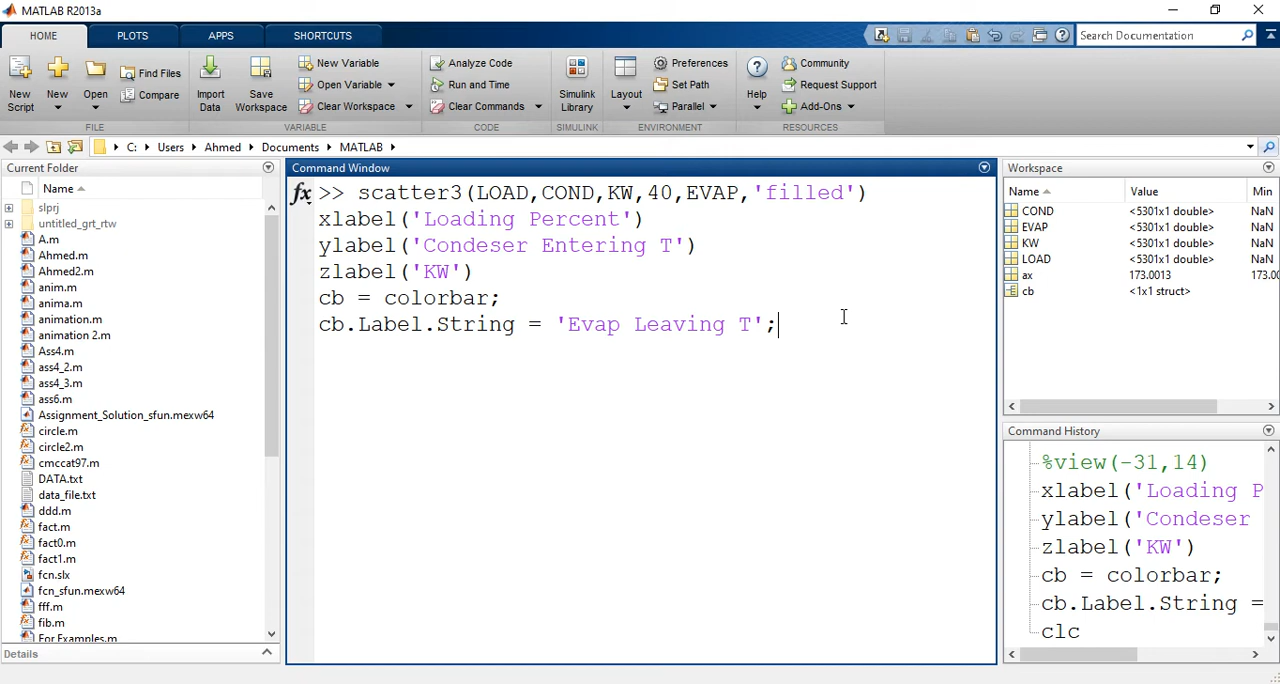 MATLAB R2013a
HOME PLOTS APPS SHORTCUTS Search Documentation
New Script New Open Find Files Compare Import Data Save Workspace New Variable Open Variable Clear Workspace Analyze Code Run and Time Clear Commands Simulink Library Layout Preferences Set Path Parallel Help Community Request Support Add-Ons
FILE VARIABLE CODE SIMULINK ENVIRONMENT RESOURCES
C: Users Ahmed Documents MATLAB
Current Folder
Name
slprj
untitled_grt_rtw
A.m
Ahmed.m
Ahmed2.m
anim.m
anima.m
animation.m
animation 2.m
Ass4.m
ass4_2.m
ass4_3.m
ass6.m
Assignment_Solution_sfun.mexw64
circle.m
circle2.m
cmccat97.m
DATA.txt
data_file.txt
ddd.m
fact.m
fact0.m
fact1.m
fcn.slx
fcn_sfun.mexw64
fff.m
fib.m
For Examples.m
Details
Command Window
fx >> scatter3(LOAD,COND,KW,40,EVAP,'filled')
xlabel('Loading Percent')
ylabel('Condeser Entering T')
zlabel('KW')
cb = colorbar;
cb.Label.String = 'Evap Leaving T';
Workspace
Name Value Min
COND <5301x1 double> NaN
EVAP <5301x1 double> NaN
KW <5301x1 double> NaN
LOAD <5301x1 double> NaN
ax 173.0013 173.00
cb <1x1 struct>
Command History
%view(-31,14)
xlabel('Loading P
ylabel('Condeser
zlabel('KW')
cb = colorbar;
cb.Label.String =
clc